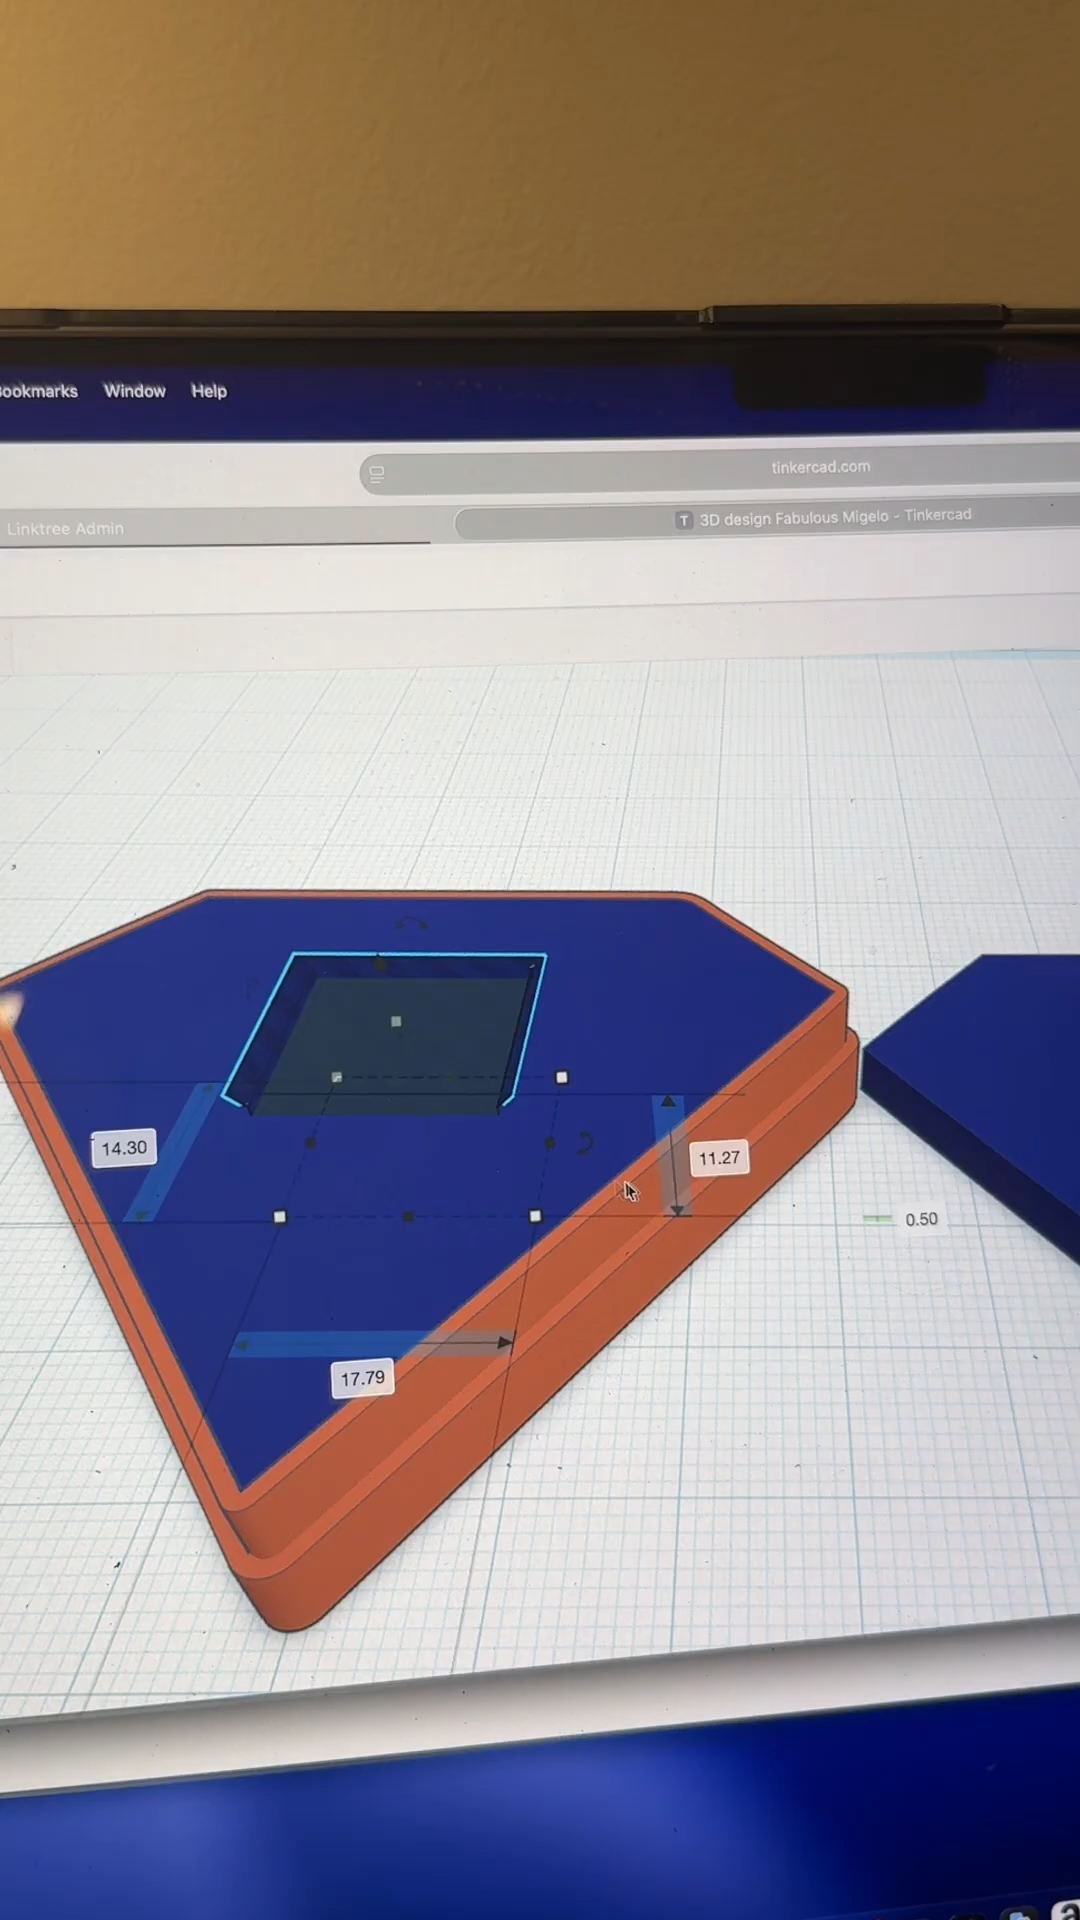 Bookmarks Window Help
tinkercad.com
Linktree Admin
T 3D design Fabulous Migelo - Tinkercad
14.30
11.27
0.50
17.79